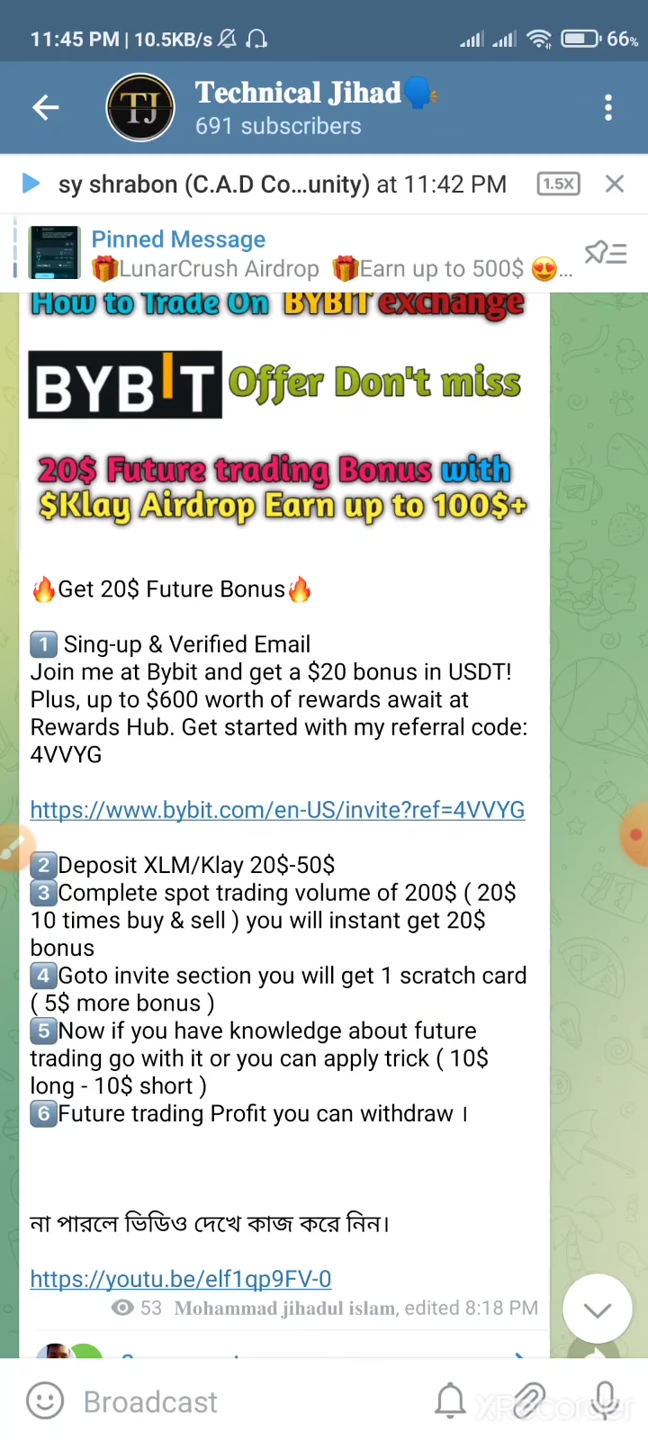 11:45 PM | 10.5KB/s
66%
Technical Jihad🗣
691 subscribers
sy shrabon (C.A.D Co...unity) at 11:42 PM
1.5X
Pinned Message
🎁LunarCrush Airdrop 🎁Earn up to 500$ 😍...
How to Trade On BYBIT exchange
BYBIT Offer Don't miss
20$ Future trading Bonus with
$Klay Airdrop Earn up to 100$+
🔥Get 20$ Future Bonus🔥
1️⃣ Sing-up & Verified Email
Join me at Bybit and get a $20 bonus in USDT!
Plus, up to $600 worth of rewards await at
Rewards Hub. Get started with my referral code:
4VVYG
https://www.bybit.com/en-US/invite?ref=4VVYG
2️⃣Deposit XLM/Klay 20$-50$
3️⃣Complete spot trading volume of 200$ ( 20$
10 times buy & sell ) you will instant get 20$
bonus
4️⃣Goto invite section you will get 1 scratch card
( 5$ more bonus )
5️⃣Now if you have knowledge about future
trading go with it or you can apply trick ( 10$
long - 10$ short )
6️⃣Future trading Profit you can withdraw ।
না পারলে ভিডিও দেখে কাজ করে নিন।
https://youtu.be/elf1qp9FV-0
53 Mohammad jihadul islam, edited 8:18 PM
Broadcast
XRecorder